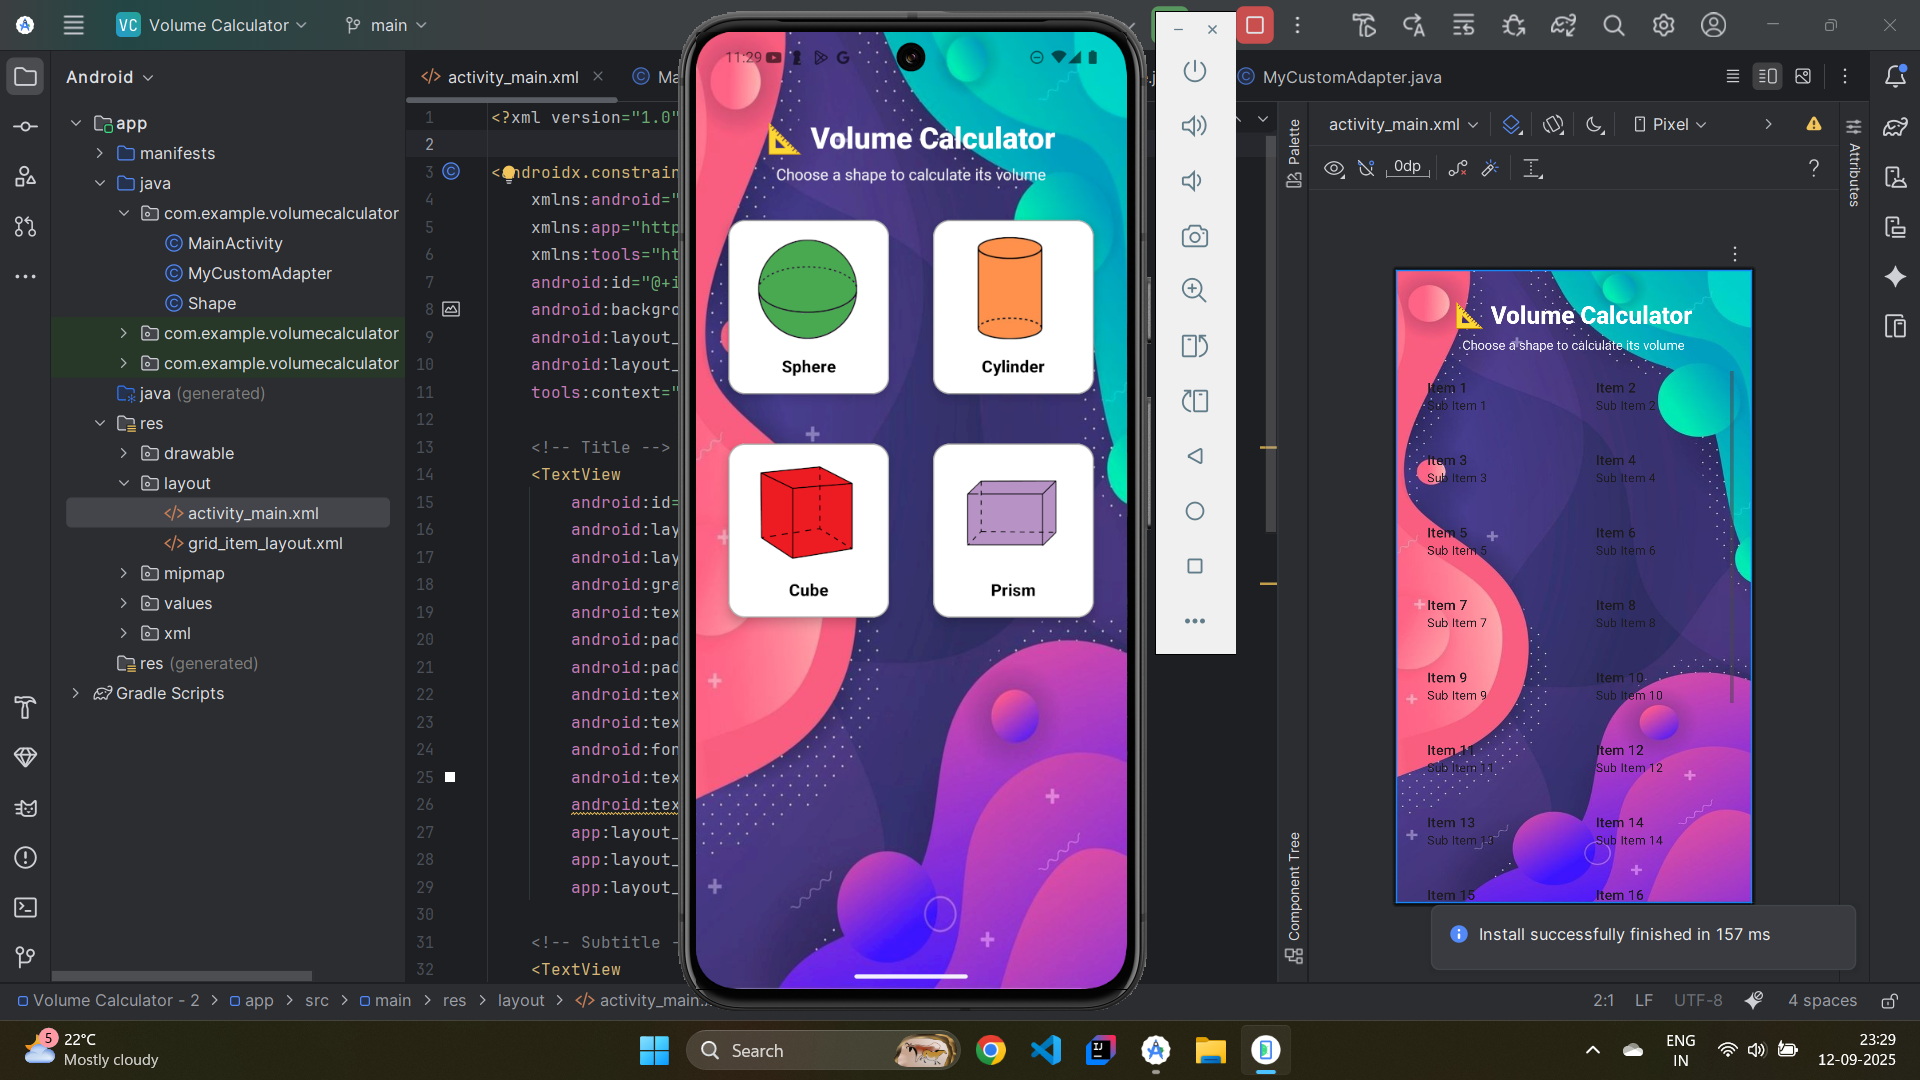 VC Volume Calculator
main
Android
app
manifests
java
com.example.volumecalculator
MainActivity
MyCustomAdapter
Shape
com.example.volumecalculator
com.example.volumecalculator
java (generated)
res
drawable
layout
activity_main.xml
grid_item_layout.xml
mipmap
values
xml
res (generated)
Gradle Scripts
activity_main.xml
Ma
MyCustomAdapter.java
1 <?xml version="1.0"
2
3 <androidx.constrain
4 xmlns:android="
5 xmlns:app="http
6 xmlns:tools="ht
7 android:id="@+i
8 android:backgro
9 android:layout_
10 android:layout_
11 tools:context="
12
13 <!-- Title -->
14 <TextView
15 android:id=
16 android:lay
17 android:lay
18 android:gra
19 android:tex
20 android:pad
21 android:pad
22 android:tex
23 android:tex
24 android:fon
25 android:tex
26 android:tex
27 app:layout_
28 app:layout_
29 app:layout_
30
31 <!-- Subtitle -
32 <TextView
11:29
Volume Calculator
Choose a shape to calculate its volume
Sphere
Cylinder
Cube
Prism
Palette
Component Tree
activity_main.xml
Pixel
0dp
?
Attributes
Volume Calculator
Choose a shape to calculate its volume
Item 1
Sub Item 1
Item 2
Sub Item 2
Item 3
Sub Item 3
Item 4
Sub Item 4
Item 5
Sub Item 5
Item 6
Sub Item 6
Item 7
Sub Item 7
Item 8
Sub Item 8
Item 9
Sub Item 9
Item 10
Sub Item 10
Item 11
Sub Item 11
Item 12
Sub Item 12
Item 13
Sub Item 13
Item 14
Sub Item 14
Item 15
Item 16
Install successfully finished in 157 ms
Volume Calculator - 2 > app > src > main > res > layout > activity_main...
2:1 LF UTF-8 4 spaces
5
22°C
Mostly cloudy
Search
ENG
IN
23:29
12-09-2025